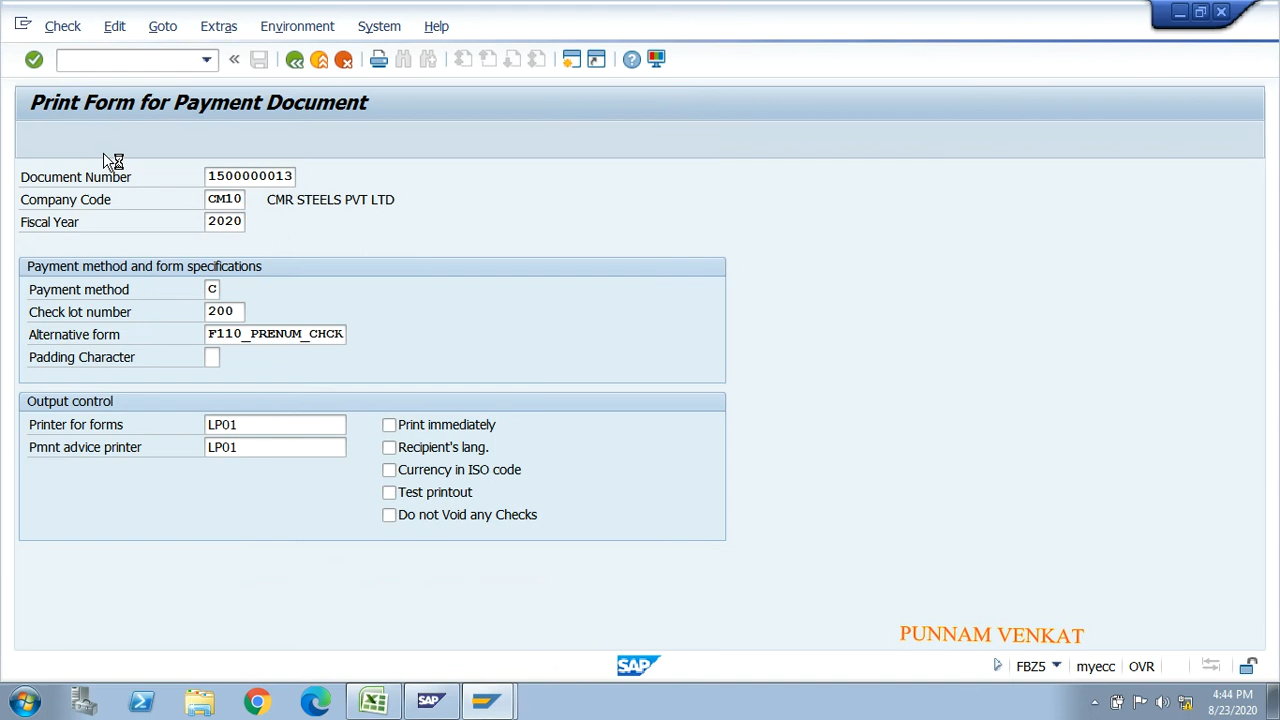 Check Edit Goto Extras Environment System Help
Print Form for Payment Document
Document Number 1500000013
Company Code CM10 CMR STEELS PVT LTD
Fiscal Year 2020
Payment method and form specifications
Payment method C
Check lot number 200
Alternative form F110_PRENUM_CHCK
Padding Character
Output control
Printer for forms LP01 Print immediately
Pmnt advice printer LP01 Recipient's lang.
Currency in ISO code
Test printout
Do not Void any Checks
PUNNAM VENKAT
SAP FBZ5 myecc OVR
SAP 4:44 PM
8/23/2020